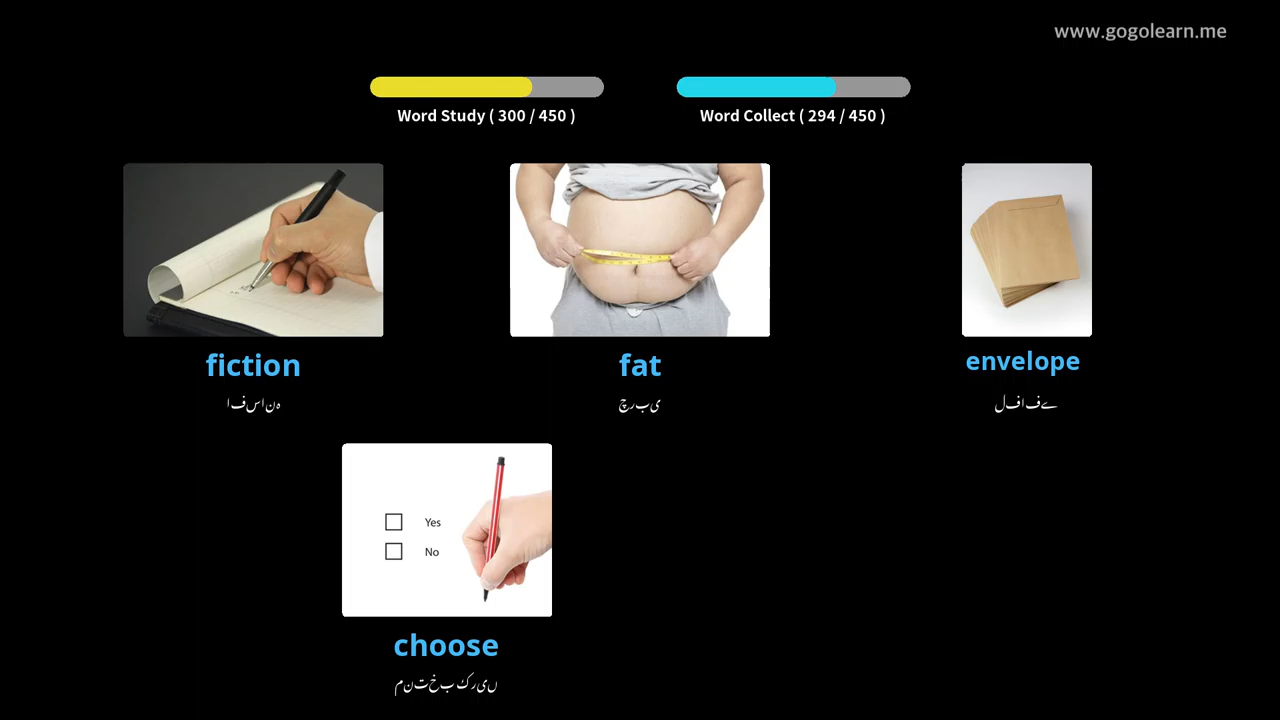 www.gogolearn.me
Word Study ( 300 / 450 )
Word Collect ( 294 / 450 )
fiction
افسانہ
fat
چربی
envelope
لفافے
Yes
No
choose
منتخب کریں